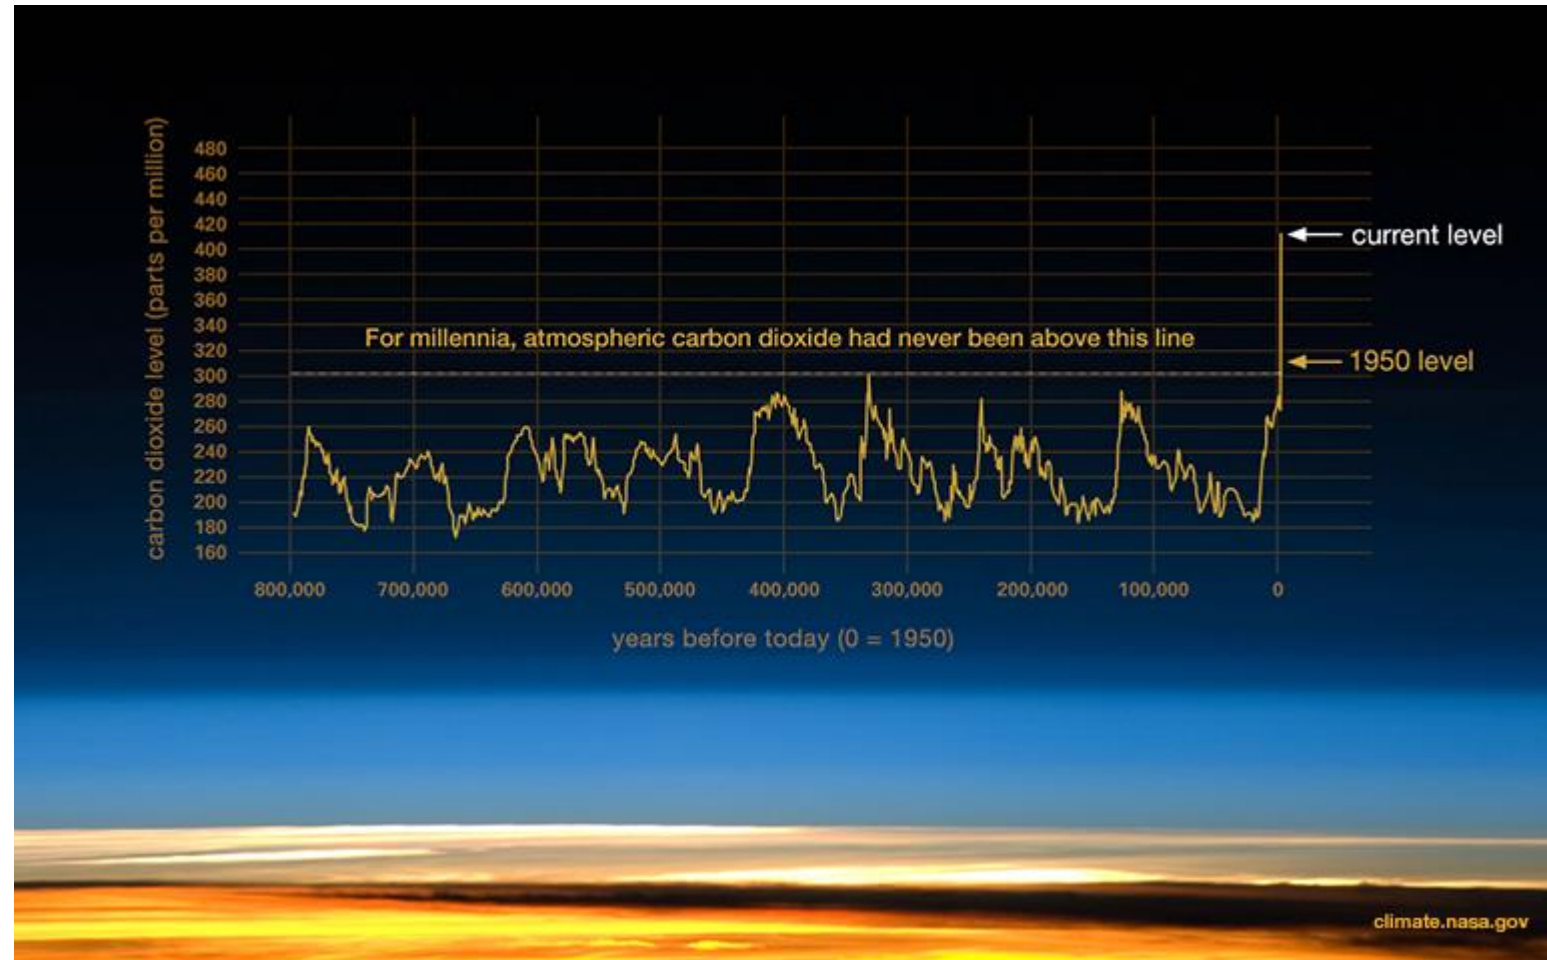 carbon dioxide level (parts per million)
480
460
440
420
400
380
360
340
320
300
280
260
240
220
200
180
160
current level
For millennia, atmospheric carbon dioxide had never been above this line
1950 level
800,000 700,000 600,000 500,000 400,000 300,000 200,000 100,000 0
years before today (0 = 1950)
climate.nasa.gov